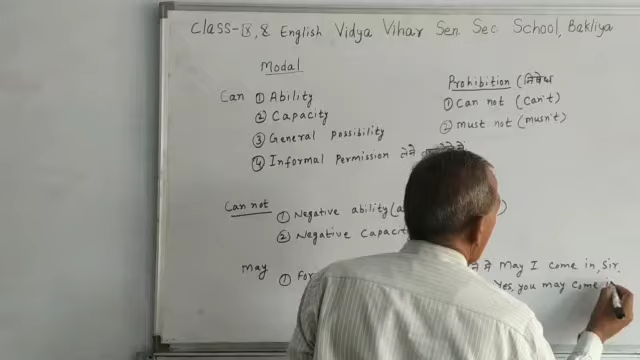 Class-IX, 8 English Vidya Vihar Sen. Sec School, Bakliya
Modal
Can ① Ability
② Capacity
③ General possibility
④ Informal Permission लेने
Prohibition (निषेध
① Can not (Can't)
② Must not (musn't)
Can not ① Negative ability (a
② Negative Capac
May ① For
ने में May I come in, Sir.
Yes, you may come i